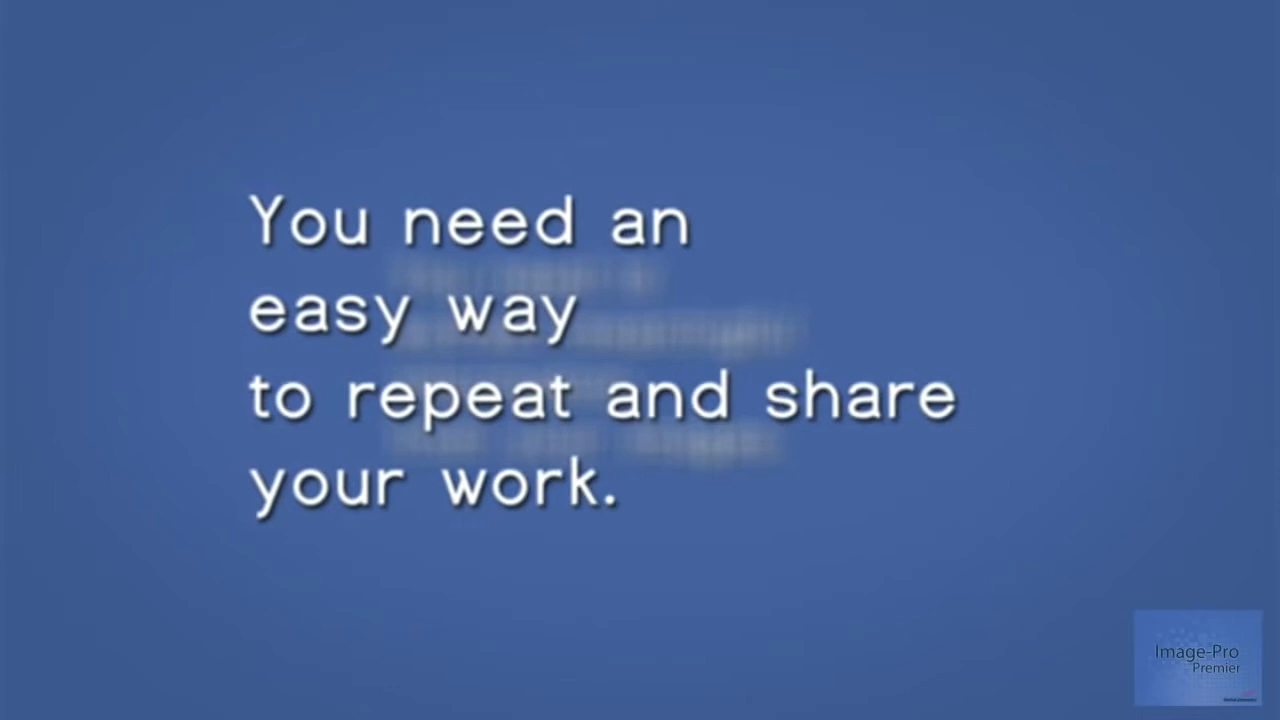 You need an
easy way
to repeat and share
your work.
Image-Pro
Premier